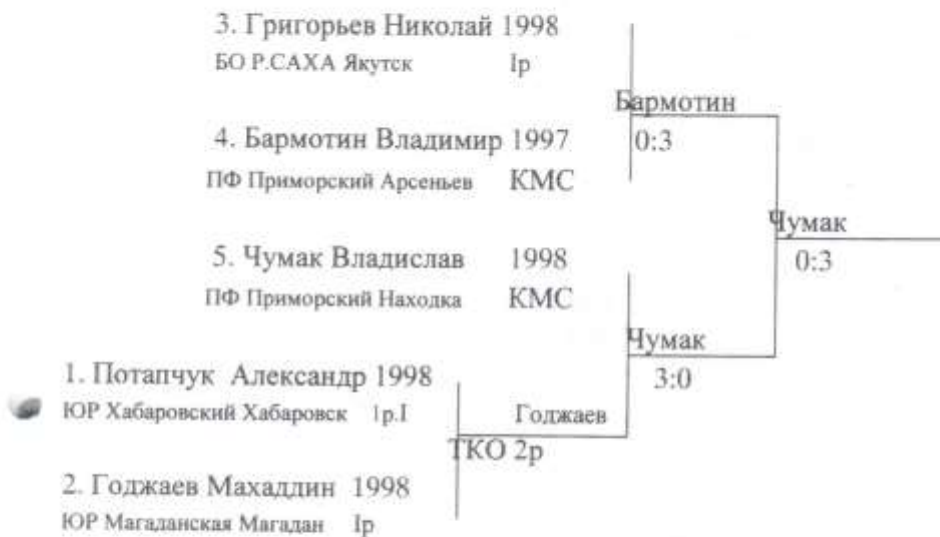 3. Григорьев Николай 1998
БО Р.САХА Якутск Iр
Бармотин
4. Бармотин Владимир 1997
0:3
ПФ Приморский Арсеньев КМС
Чумак
5. Чумак Владислав 1998
0:3
ПФ Приморский Находка КМС
Чумак
1. Потапчук Александр 1998
3:0
ЮР Хабаровский Хабаровск 1р.I
Годжаев
ТКО 2р
2. Годжаев Махаддин 1998
ЮР Магаданская Магадан Iр